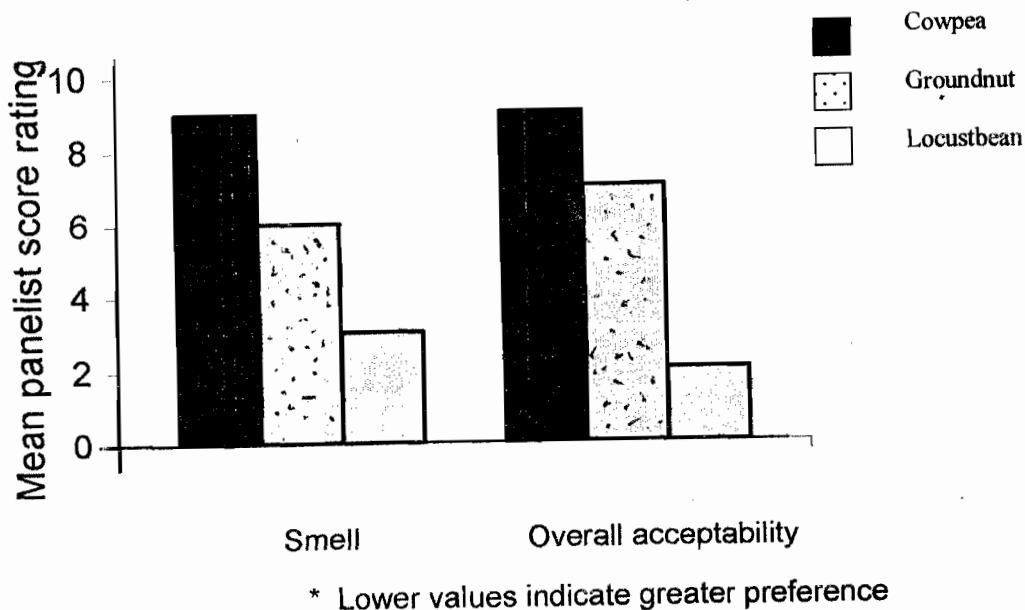 Cowpea
Groundnut
Locustbean
Mean panelist score rating
10
8
6
4
2
0
Smell
Overall acceptability
* Lower values indicate greater preference